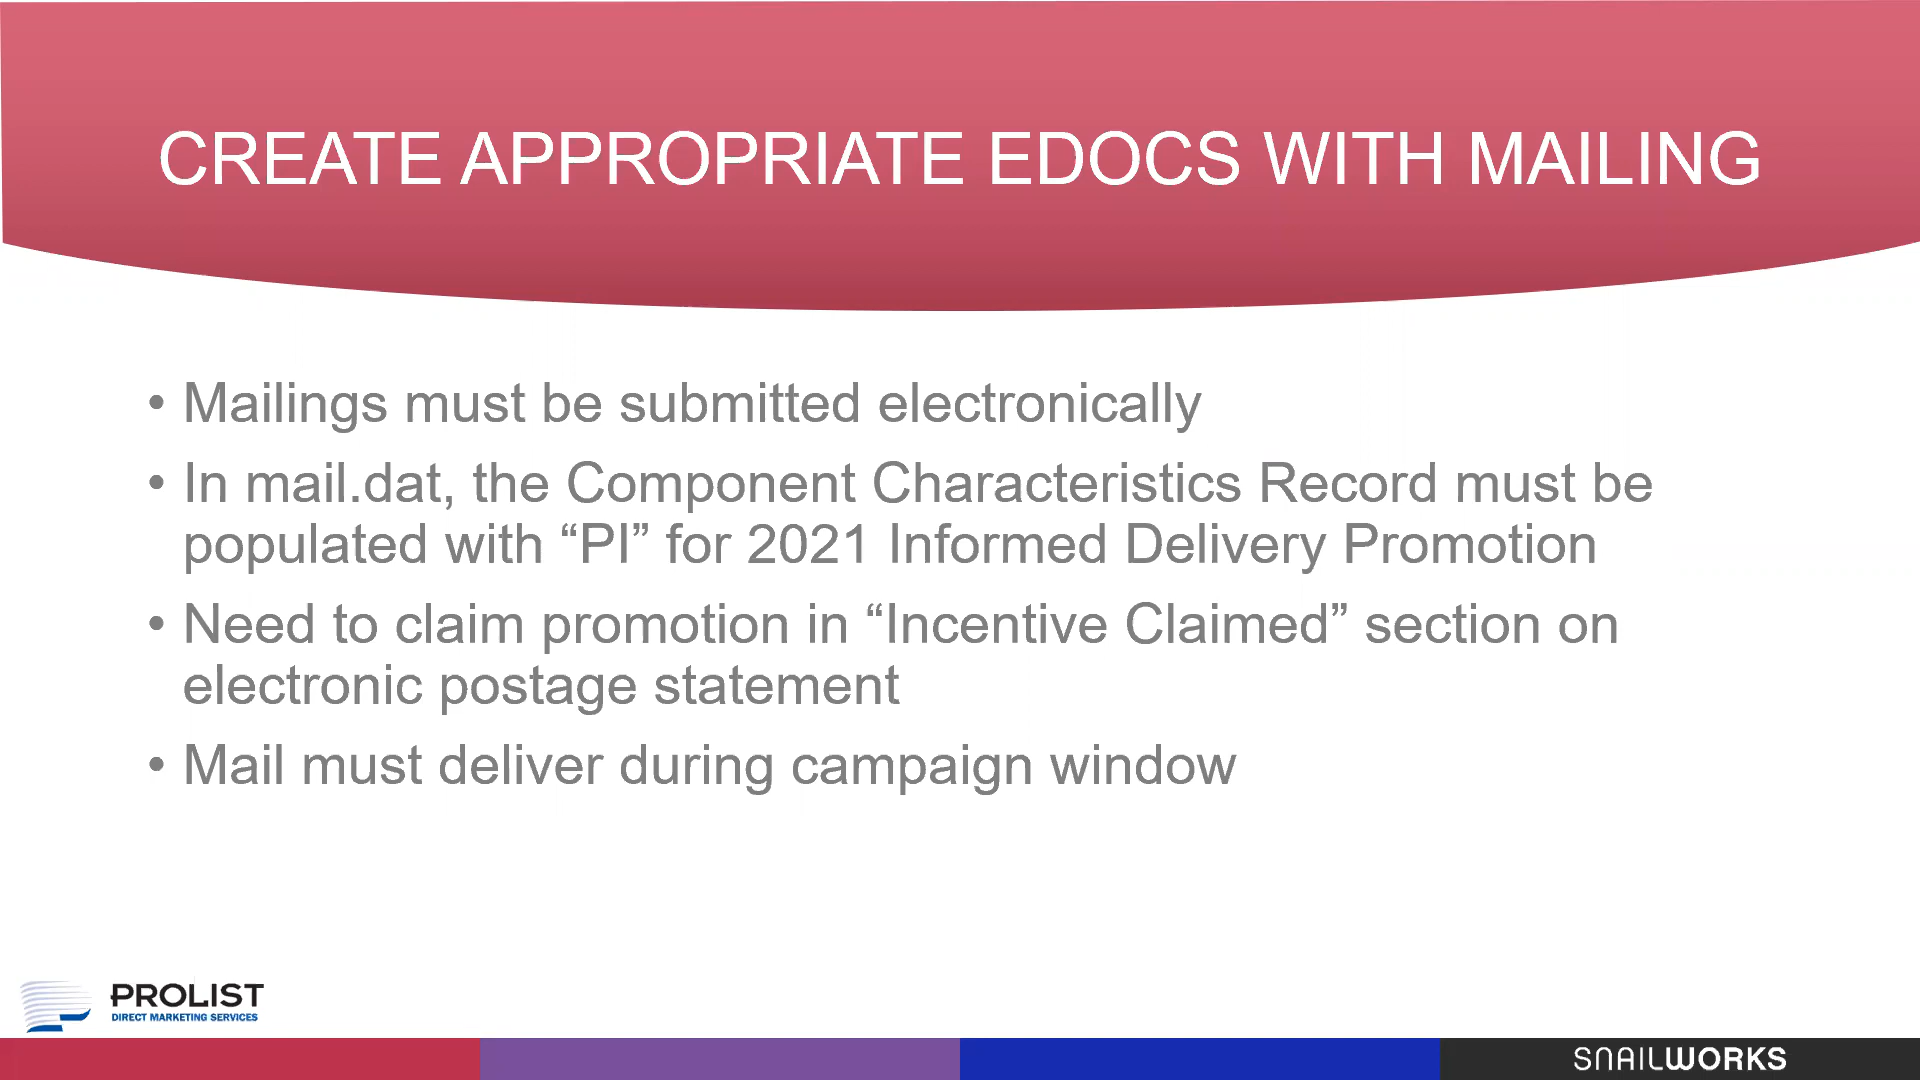 CREATE APPROPRIATE EDOCS WITH MAILING
• Mailings must be submitted electronically
• In mail.dat, the Component Characteristics Record must be
populated with “PI” for 2021 Informed Delivery Promotion
• Need to claim promotion in “Incentive Claimed” section on
electronic postage statement
• Mail must deliver during campaign window
PROLIST
DIRECT MARKETING SERVICES
SNAILWORKS